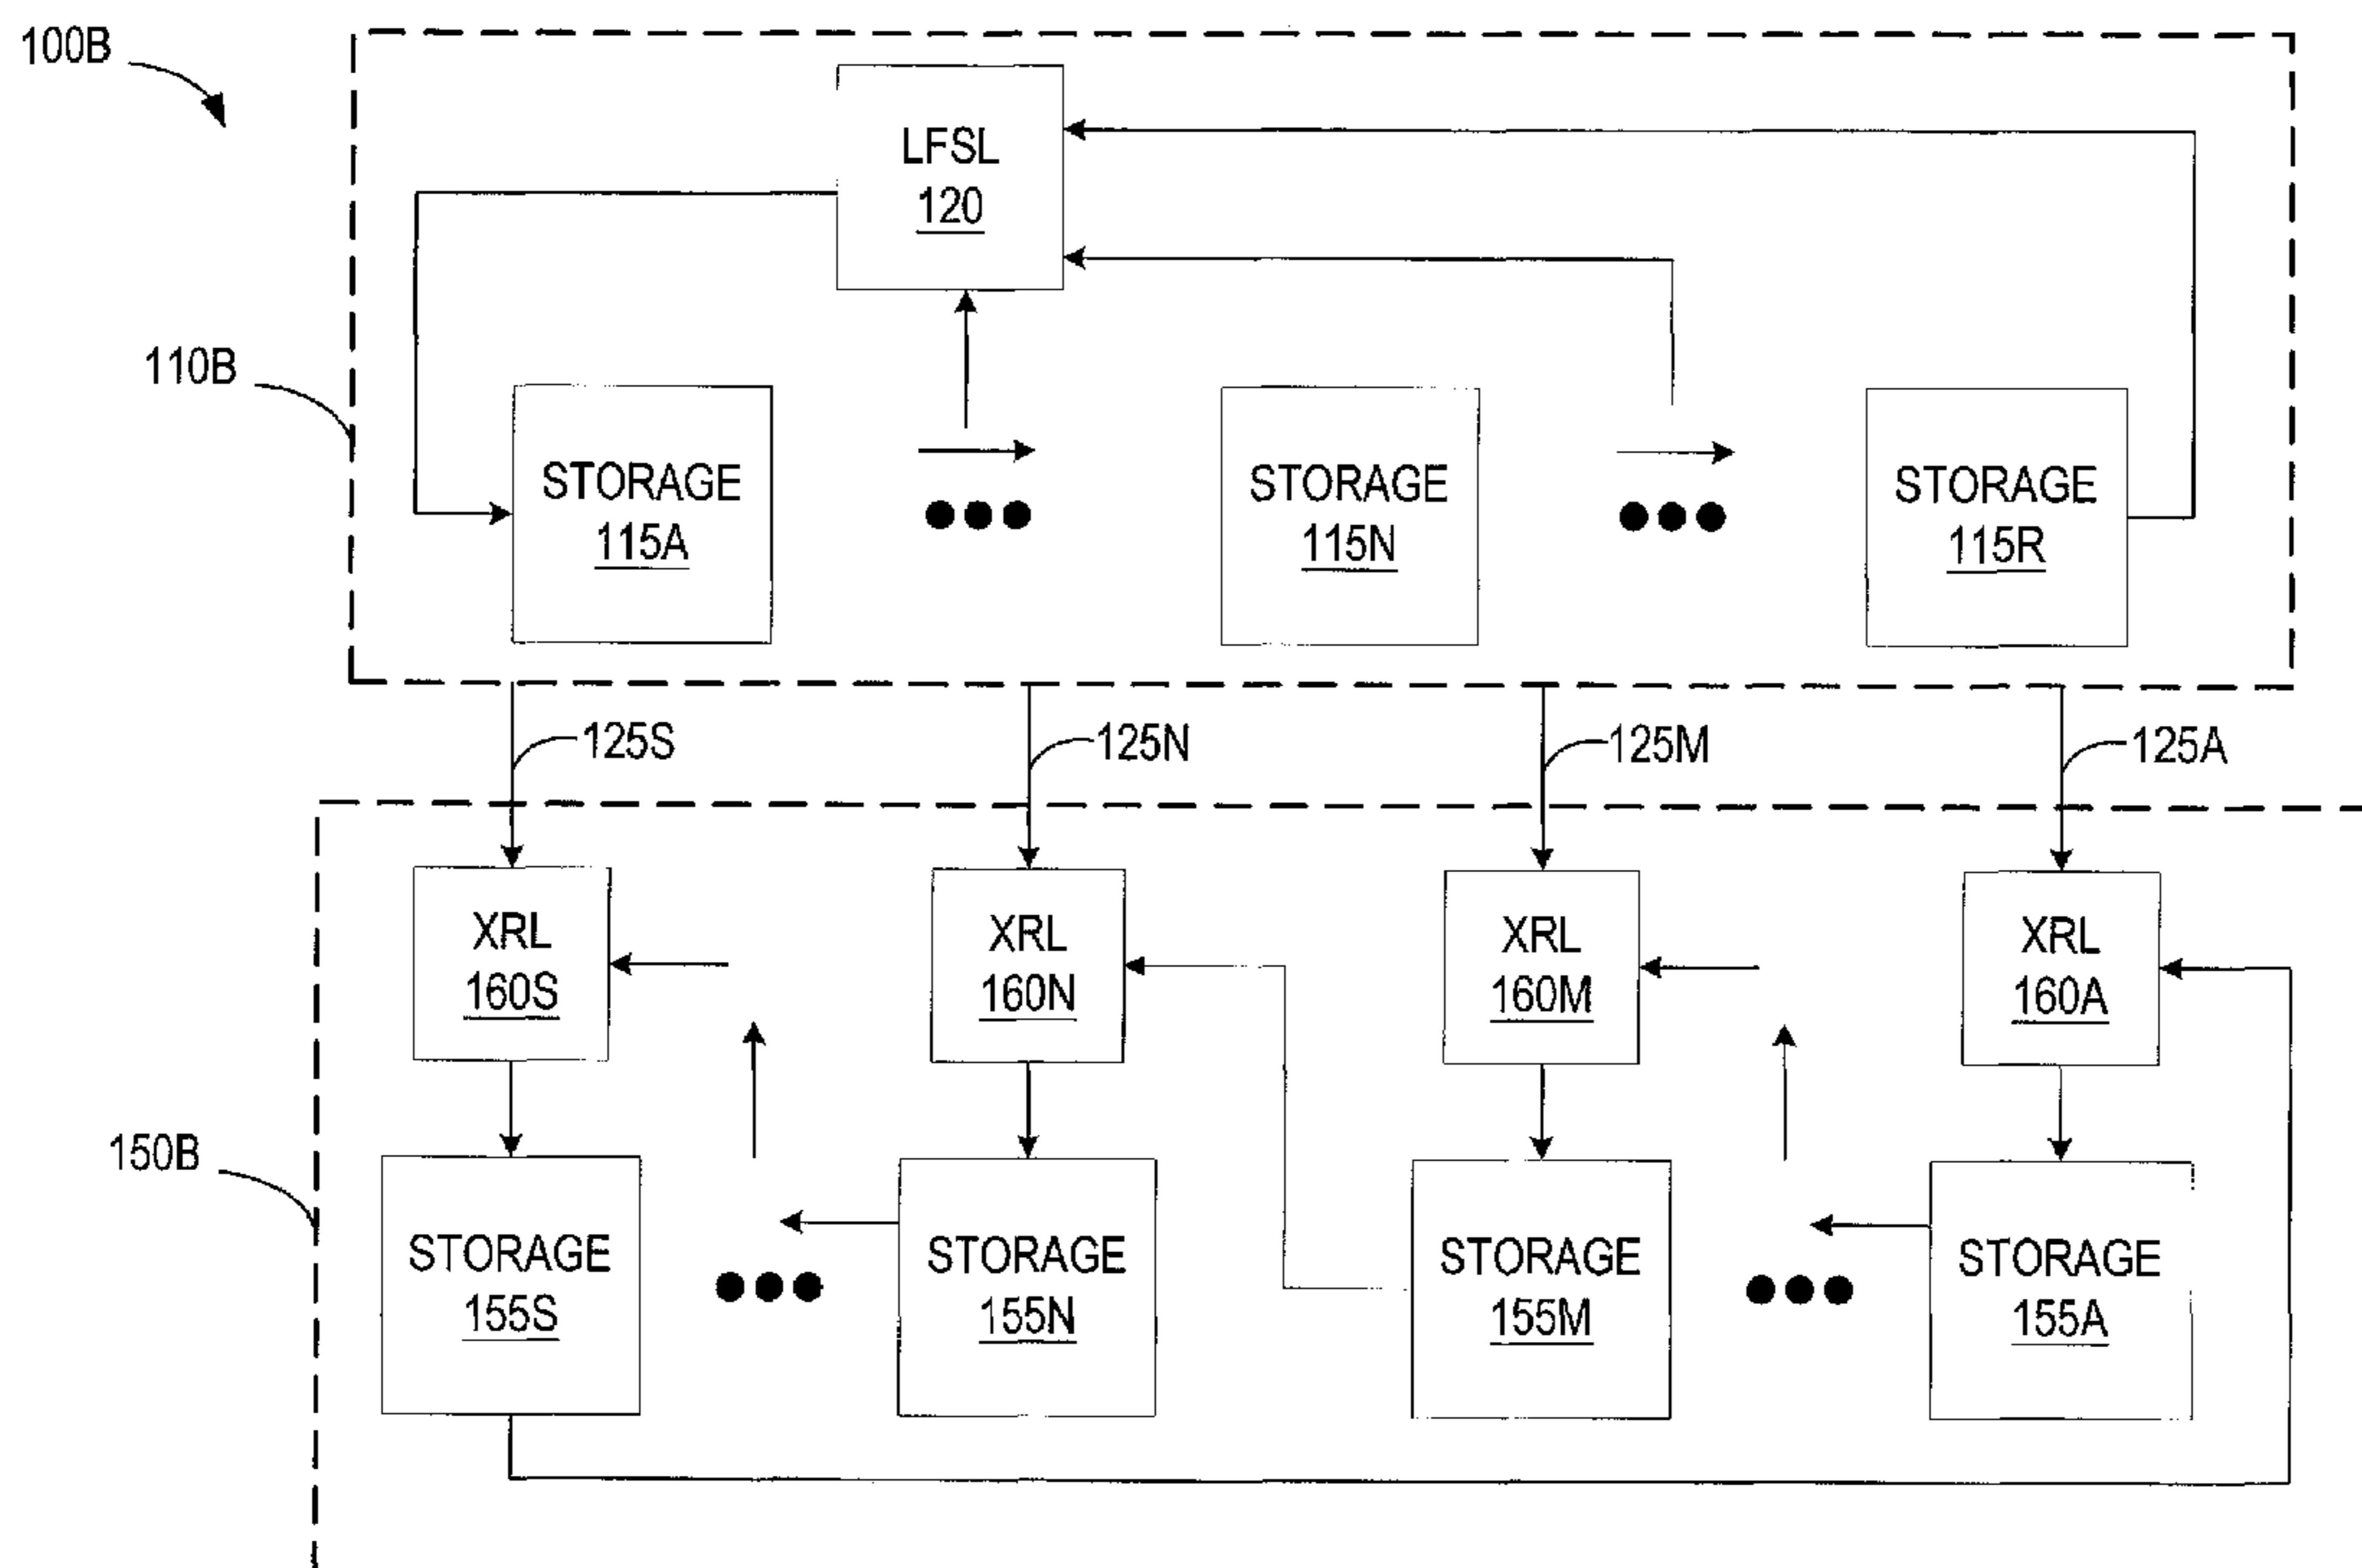 100B
LFSL
120
110B
STORAGE
115A
STORAGE
115N
STORAGE
115R
125S
125N
125M
125A
XRL
160S
XRL
160N
XRL
160M
XRL
160A
150B
STORAGE
155S
STORAGE
155N
STORAGE
155M
STORAGE
155A